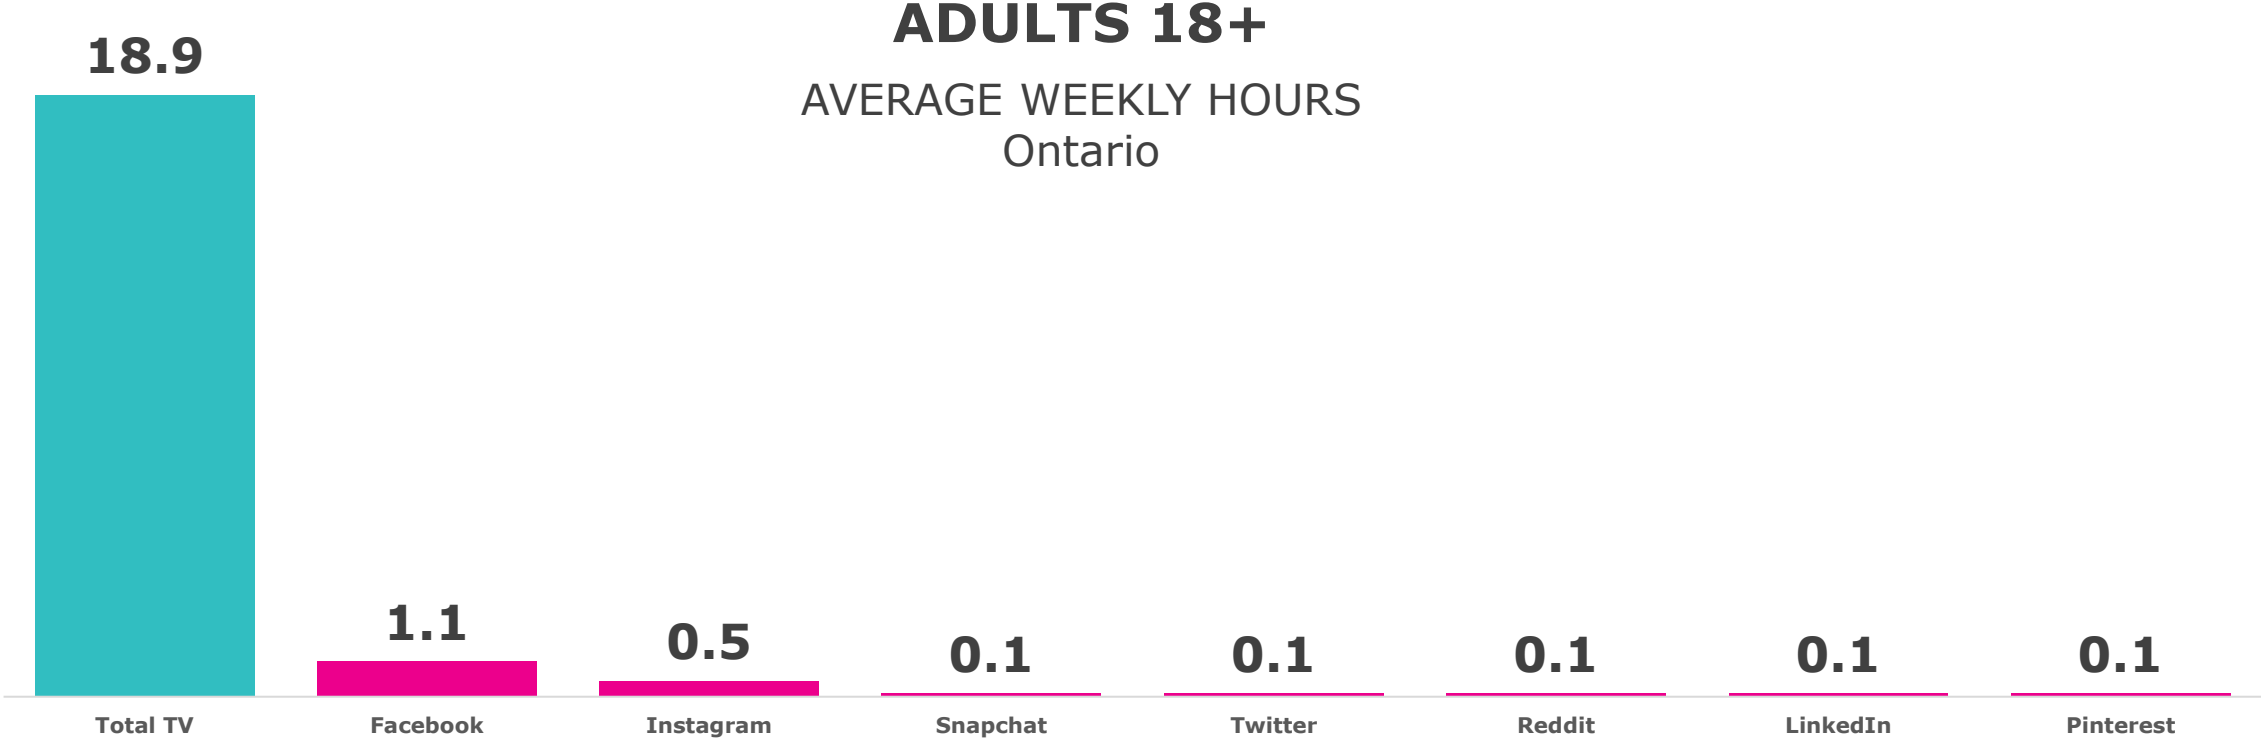 ADULTS 18+
AVERAGE WEEKLY HOURS
Ontario
18.9
1.1
0.5
0.1
0.1
0.1
0.1
0.1
Total TV
Facebook
Instagram
Snapchat
Twitter
Reddit
LinkedIn
Pinterest